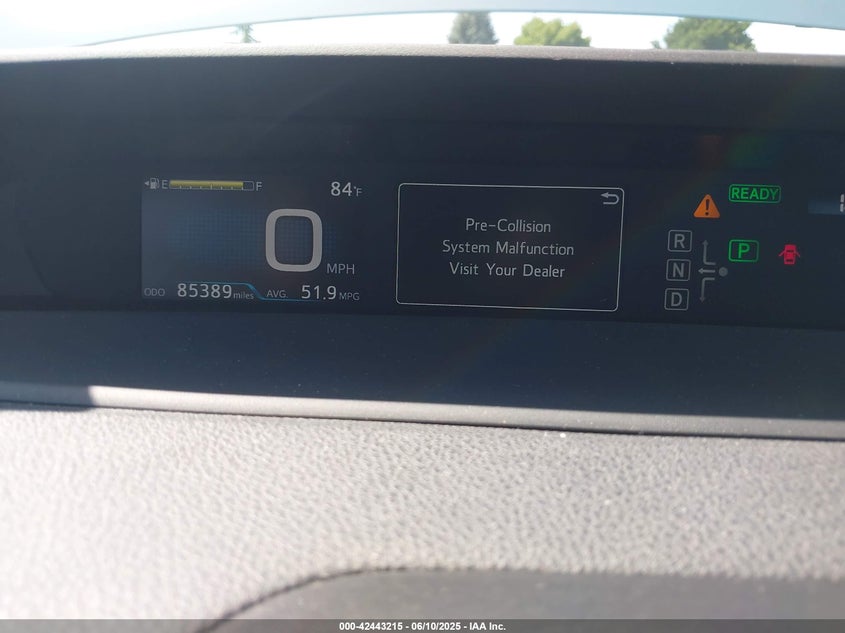 E F
84°F
0
MPH
ODO 85389 miles AVG. 51.9 MPG
Pre-Collision
System Malfunction
Visit Your Dealer
READY
R
N
D
P
000-42443215 - 06/10/2025 - IAA Inc.